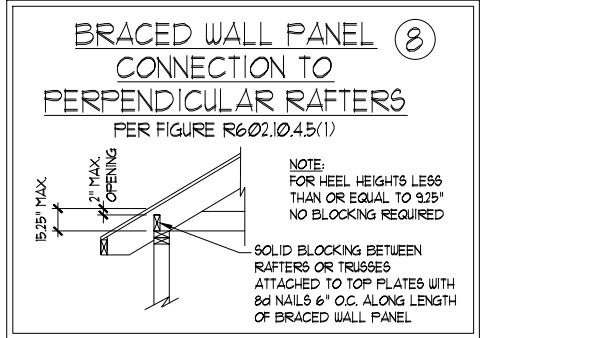 BRACED WALL PANEL
CONNECTION TO
PERPENDICULAR RAFTERS
8
PER FIGURE R602.10.4.5(1)
15.25" MAX.
2" MAX.
OPENING
NOTE:
FOR HEEL HEIGHTS LESS
THAN OR EQUAL TO 9.25"
NO BLOCKING REQUIRED
SOLID BLOCKING BETWEEN
RAFTERS OR TRUSSES
ATTACHED TO TOP PLATES WITH
8d NAILS 6" O.C. ALONG LENGTH
OF BRACED WALL PANEL